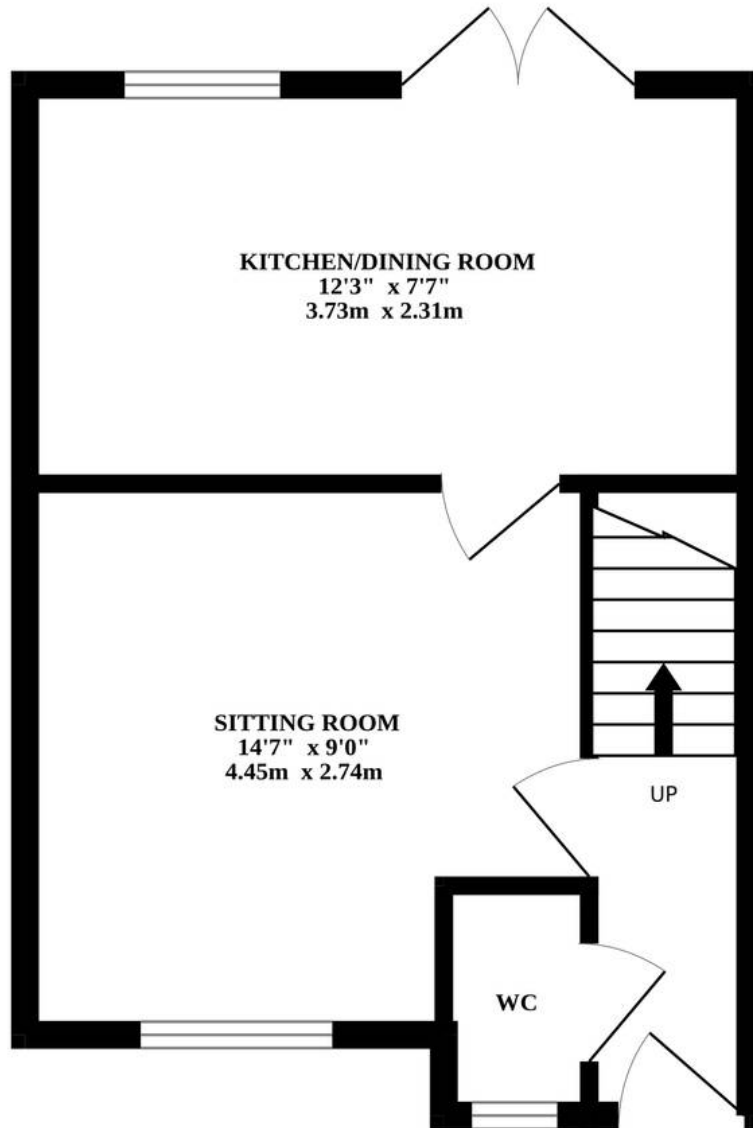 KITCHEN/DINING ROOM
12'3" x 7'7"
3.73m x 2.31m
SITTING ROOM
14'7" x 9'0"
4.45m x 2.74m
UP
WC